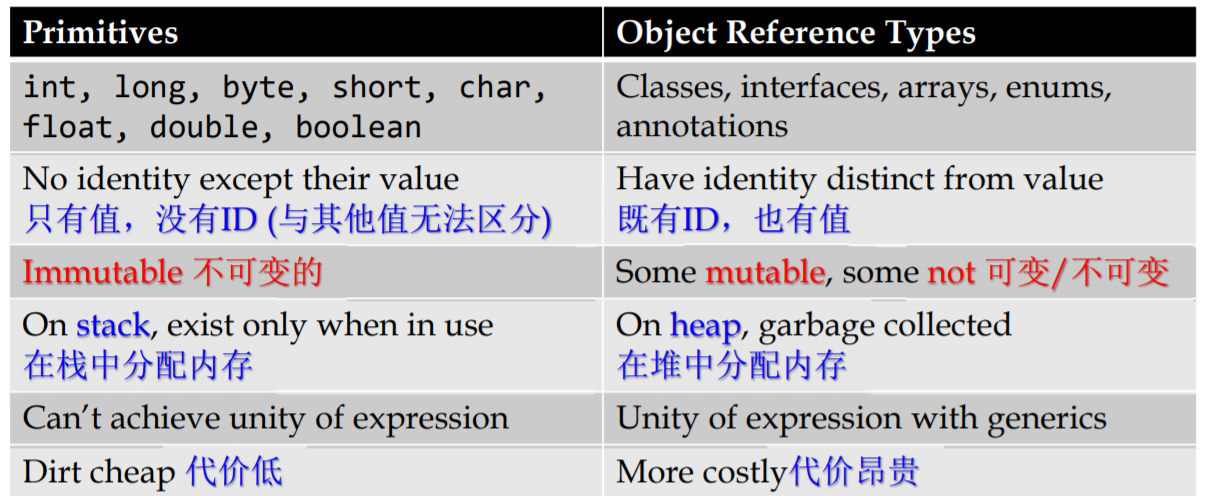 Primitives
Object Reference Types
int, long, byte, short, char,
float, double, boolean
Classes, interfaces, arrays, enums,
annotations
No identity except their value
只有值，没有ID (与其他值无法区分)
Have identity distinct from value
既有ID，也有值
Immutable 不可变的
Some mutable, some not 可变/不可变
On stack, exist only when in use
在栈中分配内存
On heap, garbage collected
在堆中分配内存
Can’t achieve unity of expression
Unity of expression with generics
Dirt cheap 代价低
More costly代价昂贵